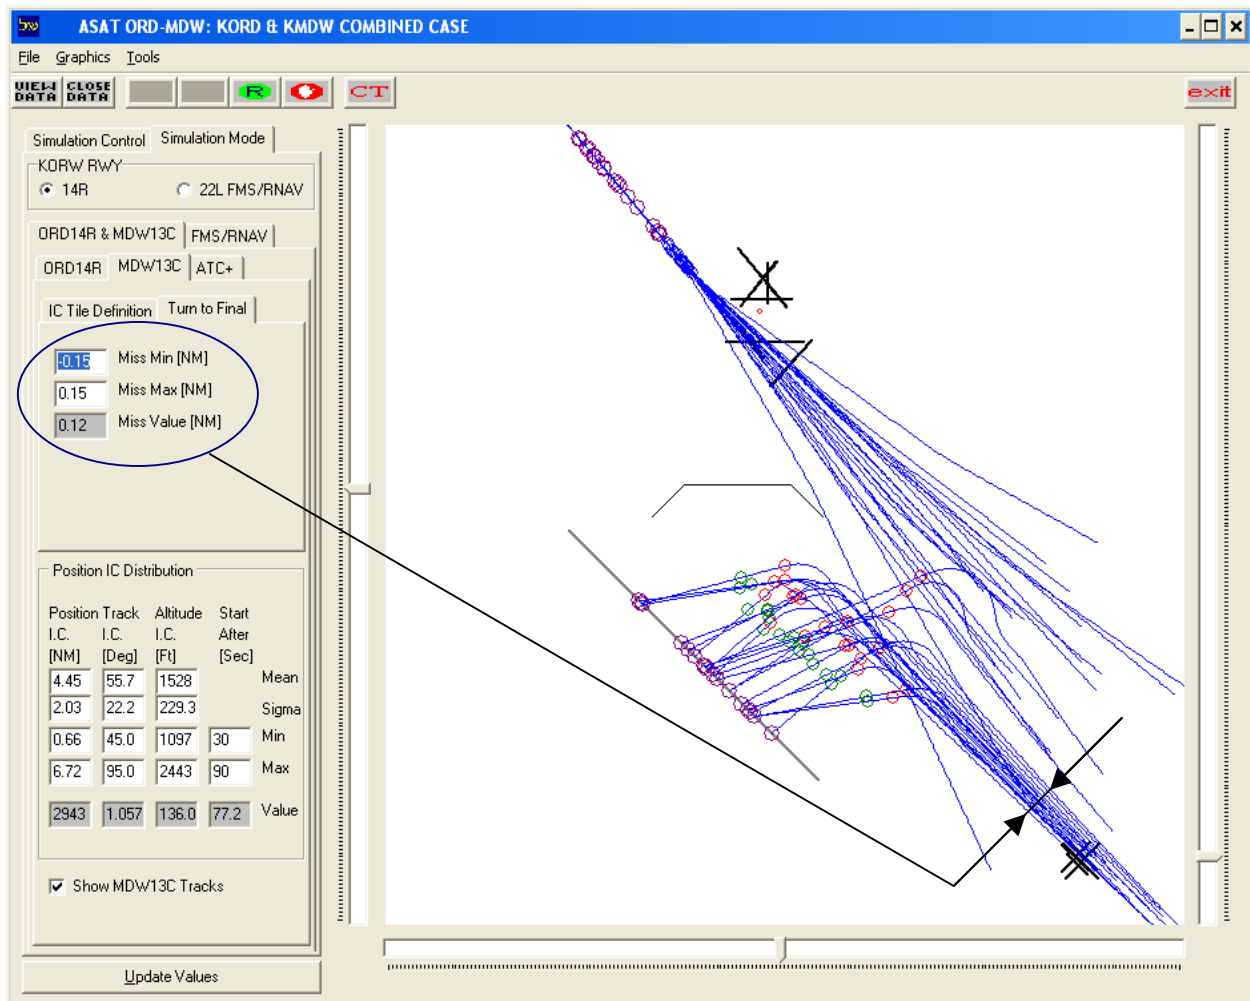 ASAT ORD-MDW: KORD & KMDW COMBINED CASE
File Graphics Tools
VIEW DATA CLOSE DATA R CT exit
Simulation Control Simulation Mode
KORW RWY
14R 22L FMS/RNAV
ORD14R & MDW13C FMS/RNAV
ORD14R MDW13C ATC+
IC Tile Definition Turn to Final
-0.15 Miss Min [NM]
0.15 Miss Max [NM]
0.12 Miss Value [NM]
Position IC Distribution
Position Track Altitude Start
I.C. I.C. I.C. After
[NM] [Deg] [Ft] [Sec]
4.45 55.7 1528 Mean
2.03 22.2 229.3 Sigma
0.66 45.0 1097 30 Min
6.72 95.0 2443 90 Max
2943 1.057 136.0 77.2 Value
Show MDW13C Tracks
Update Values